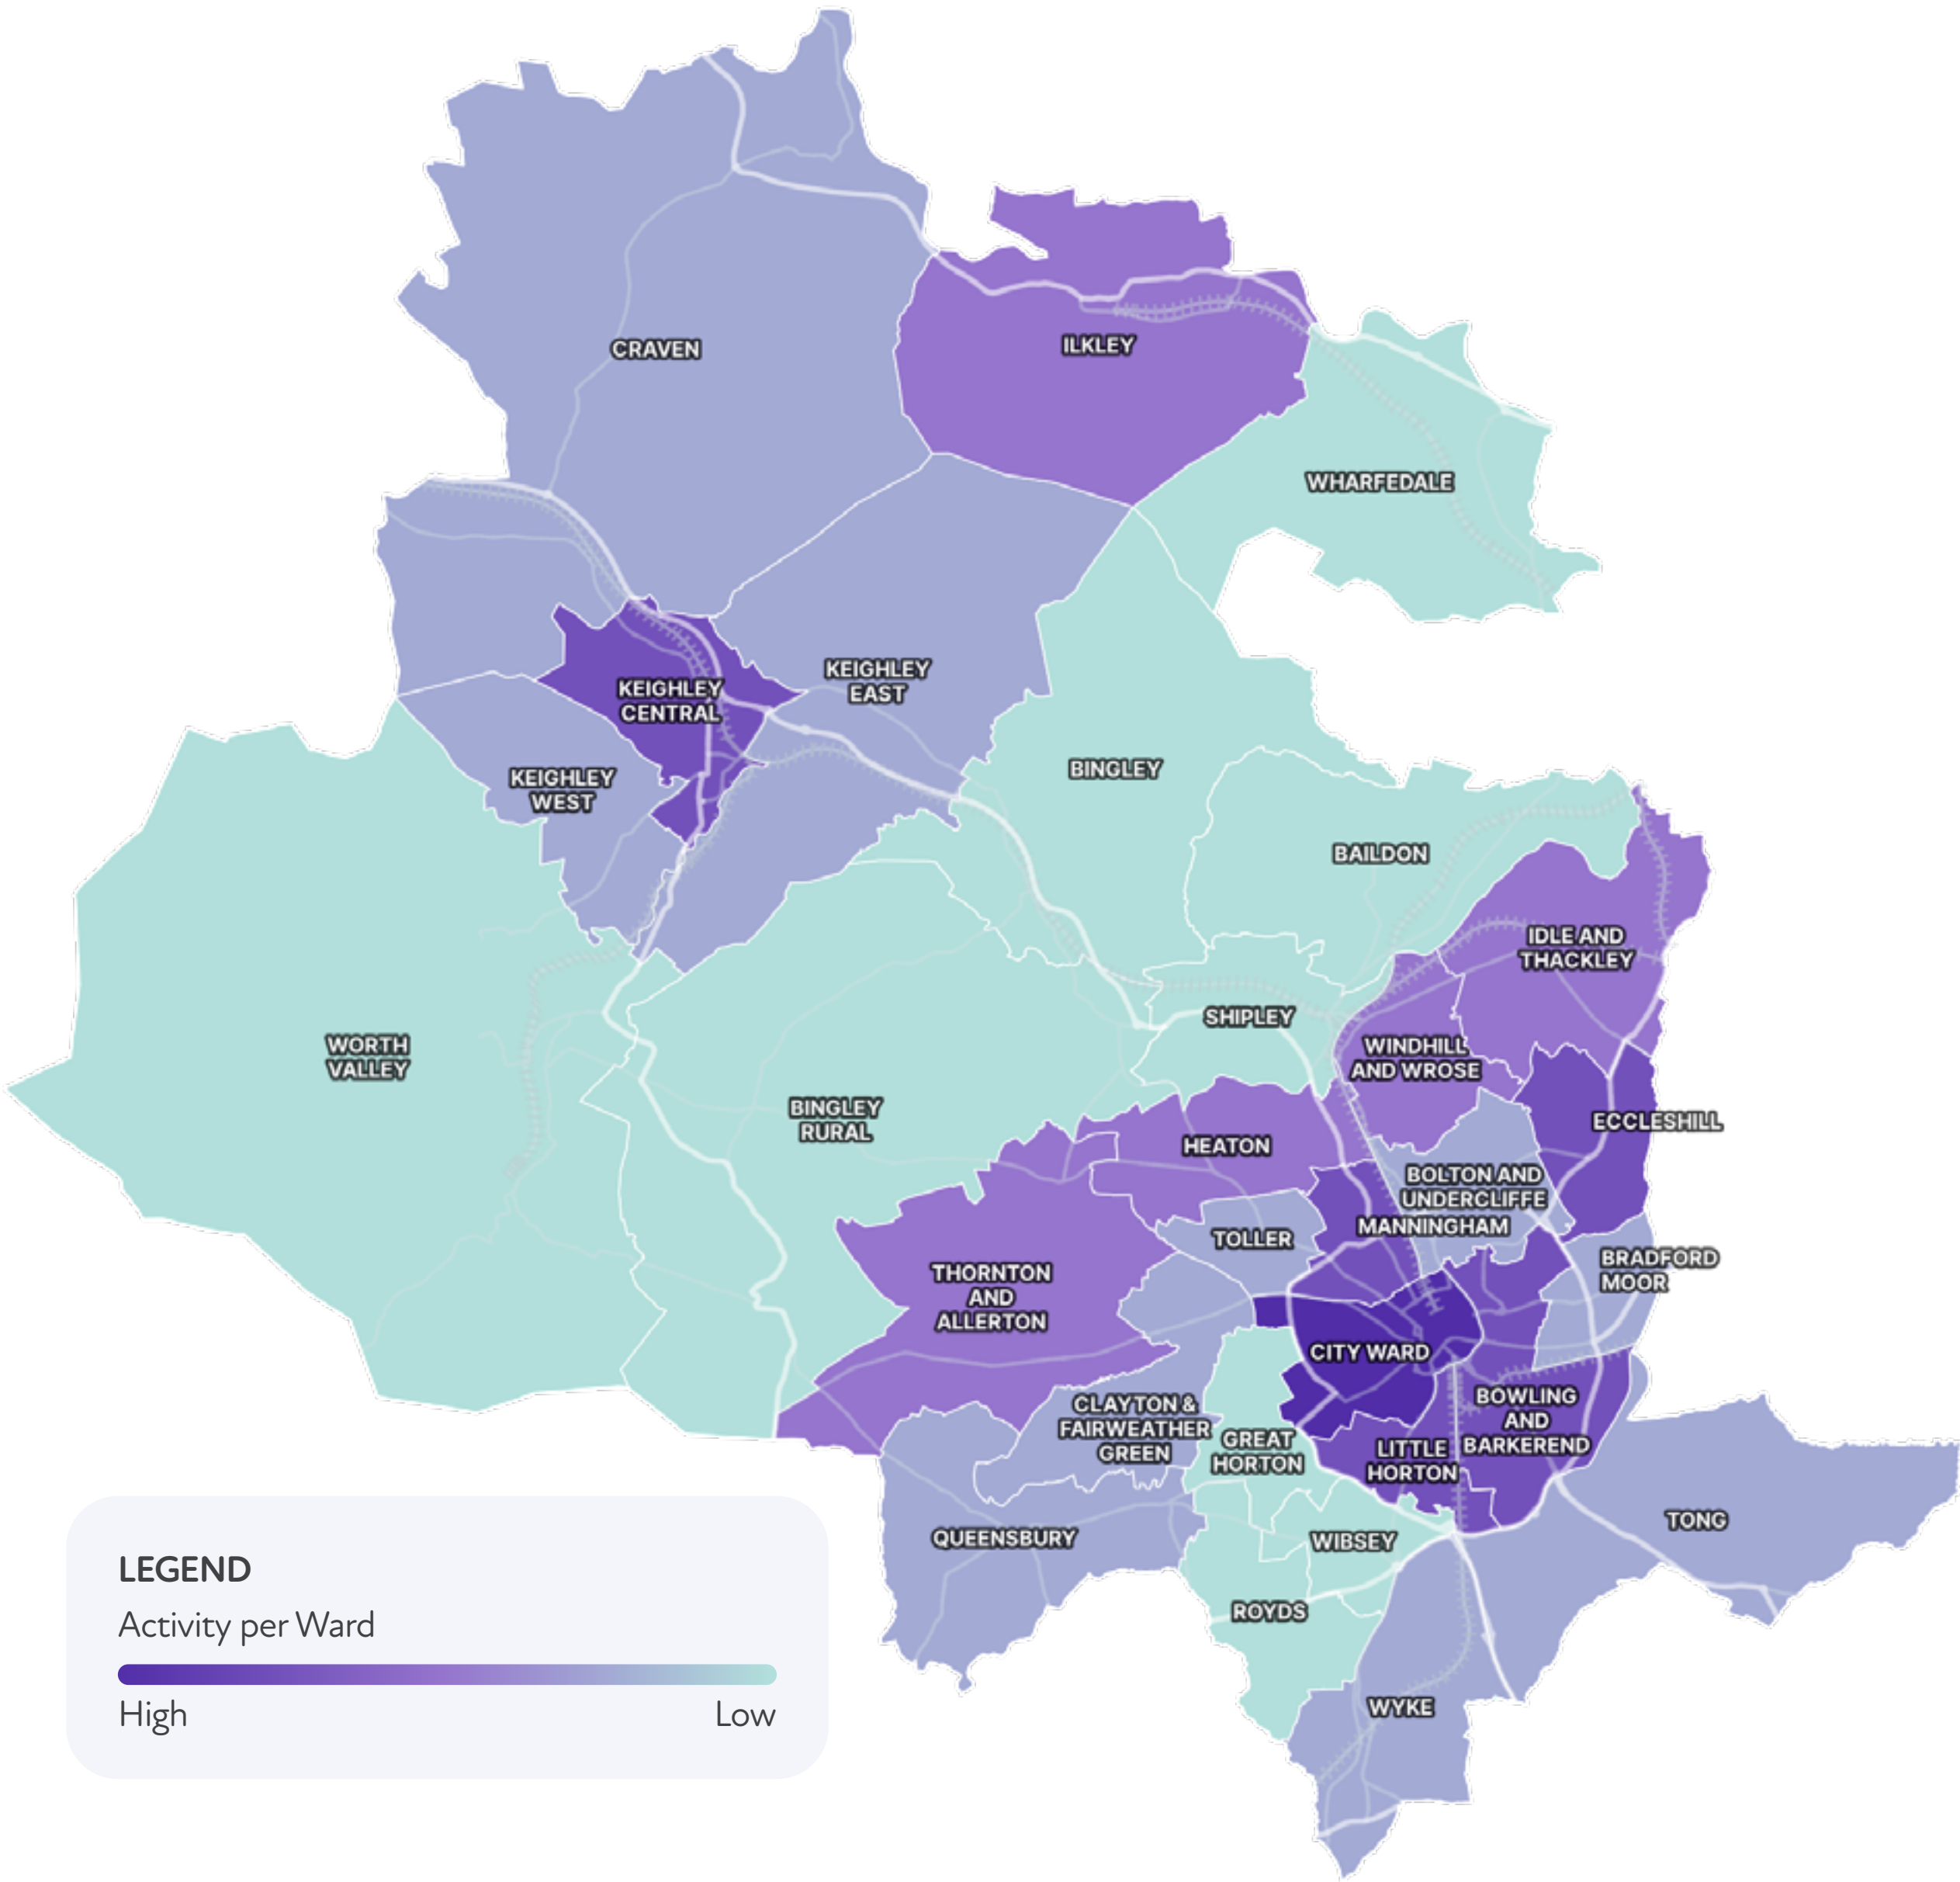 CRAVEN
ILKLEY
WHARFEDALE
KEIGHLEY
EAST
KEIGHLEY
CENTRAL
KEIGHLEY
WEST
BINGLEY
BAILDON
IDLE AND
THACKLEY
SHIPLEY
WINDHILL
AND WROSE
WORTH
VALLEY
BINGLEY
RURAL
ECCLESHILL
HEATON
BOLTON AND
UNDERCLIFFE
MANNINGHAM
TOLLER
BRADFORD
MOOR
THORNTON
AND
ALLERTON
CITY WARD
CLAYTON &
FAIRWEATHER
GREEN
GREAT
HORTON
LITTLE
HORTON
BOWLING
AND
BARKEREND
QUEENSBURY
WIBSEY
TONG
ROYDS
WYKE
LEGEND
Activity per Ward
High
Low